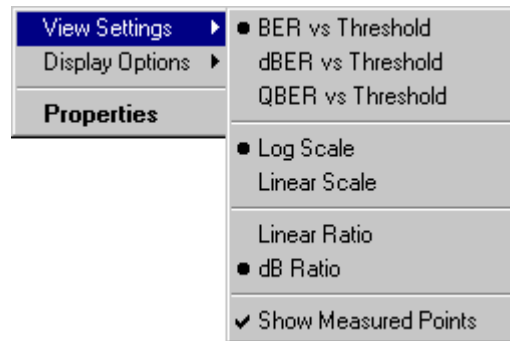 View Settings
Display Options
Properties
BER vs Threshold
dBER vs Threshold
QBER vs Threshold
Log Scale
Linear Scale
Linear Ratio
dB Ratio
Show Measured Points